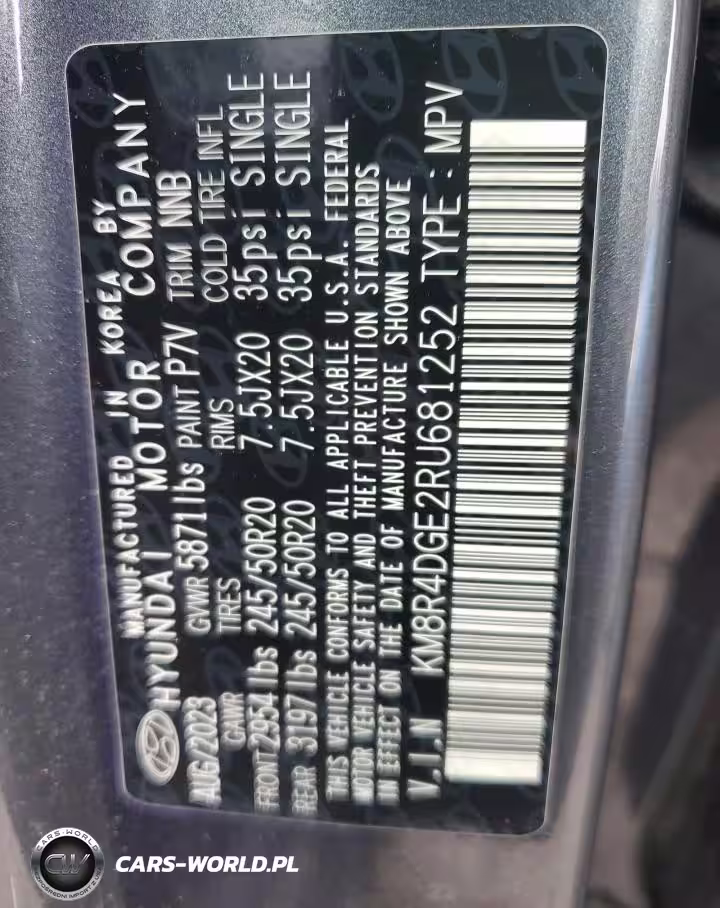 MANUFACTURED IN KOREA BY
HYUNDAI MOTOR COMPANY
AUG/2023 GVWR 5871lbs PAINT P7V TRIM NNB
GAWR TIRES RIMS COLD TIRE INFL
FRONT 2954lbs 245/50R20 7.5JX20 35psi SINGLE
REAR 3197lbs 245/50R20 7.5JX20 35psi SINGLE
THIS VEHICLE CONFORMS TO ALL APPLICABLE U.S.A. FEDERAL
MOTOR VEHICLE SAFETY AND THEFT PREVENTION STANDARDS
IN EFFECT ON THE DATE OF MANUFACTURE SHOWN ABOVE
V.I.N KM8R4DGE2RU681252 TYPE : MPV
CARS-WORLD
CW
CARS-WORLD.PL